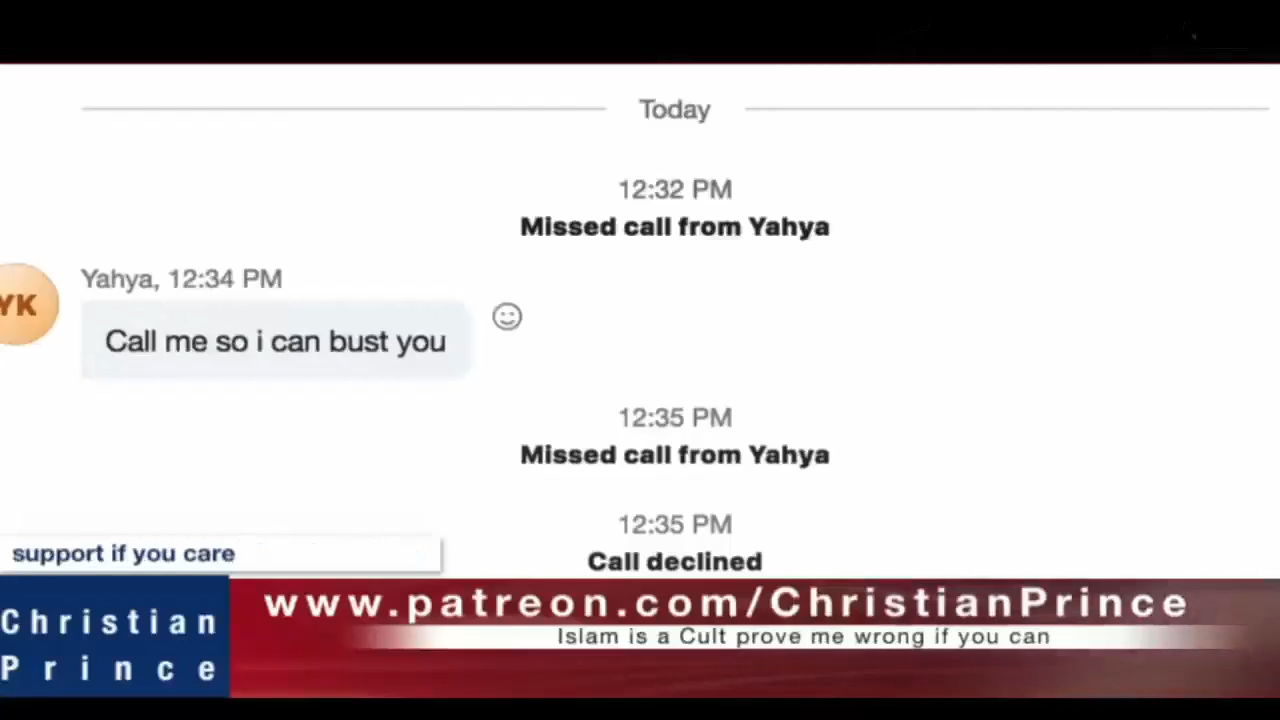 Today
12:32 PM
Missed call from Yahya
Yahya, 12:34 PM
YK
Call me so i can bust you
12:35 PM
Missed call from Yahya
12:35 PM
Call declined
support if you care
www.patreon.com/ChristianPrince
Islam is a Cult prove me wrong if you can
Christian
Prince